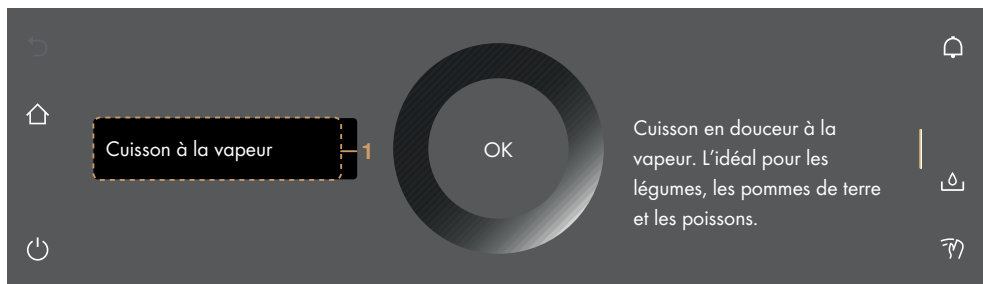 Cuisson à la vapeur
1
OK
Cuisson en douceur à la
vapeur. L’idéal pour les
légumes, les pommes de terre
et les poissons.